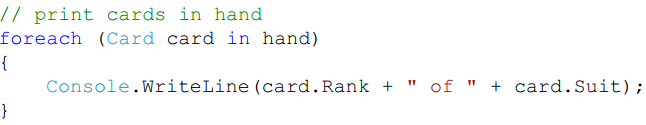 // print cards in hand
foreach (Card card in hand)
{
    Console.WriteLine(card.Rank + " of " + card.Suit);
}